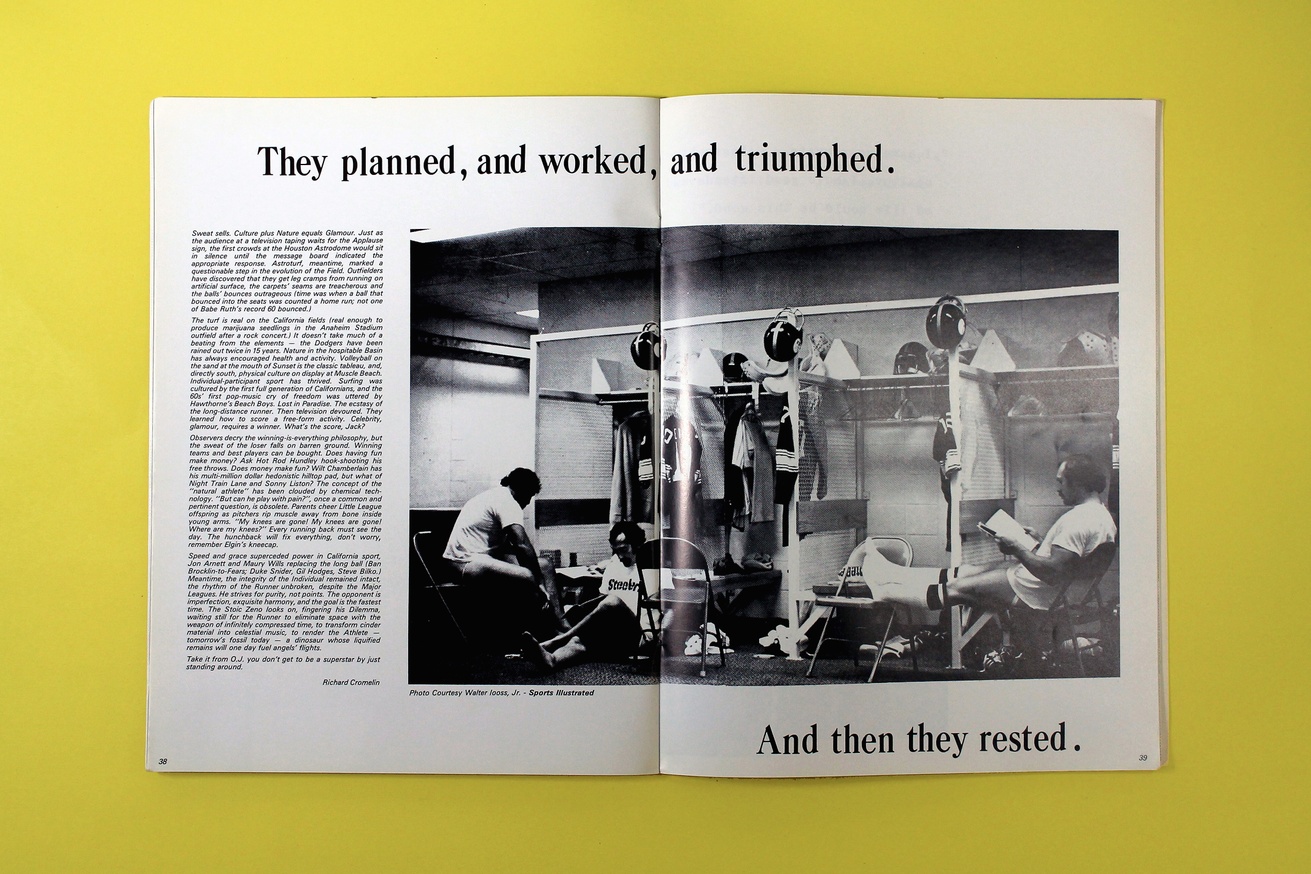 They planned, and worked, and triumphed.
Sweat sells. Culture plus Nature equals Glamour. Just as
the audience at a television taping waits for the Applause
sign, the first crowds at the Houston Astrodome would sit
in silence until the message board indicated the
appropriate response. Astroturf, meantime, marked a
questionable step in the evolution of the Field. Outfielders
have discovered that they get leg cramps from running on
artificial surface, the carpets' seams are treacherous and
the balls' bounces outrageous (time was when a ball that
bounced into the seats was counted a home run; not one
of Babe Ruth's record 60 bounced.)
The turf is real on the California fields (real enough to
produce marijuana seedlings in the Anaheim Stadium
outfield after a rock concert.) It doesn't take much of a
beating from the elements — the Dodgers have been
rained out twice in 15 years. Nature in the hospitable Basin
has always encouraged health and activity. Volleyball on
the sand at the mouth of Sunset is the classic tableau, and,
directly south, physical culture on display at Muscle Beach.
Individual-participant sport has thrived. Surfing was
cultured by the first full generation of Californians, and the
60s' first pop-music cry of freedom was uttered by
Hawthorne's Beach Boys. Lost in Paradise. The ecstasy of
the long-distance runner. Then television devoured. They
learned how to score a free-form activity. Celebrity,
glamour, requires a winner. What's the score, Jack?
Observers decry the winning-is-everything philosophy, but
the sweat of the loser falls on barren ground. Winning
teams and best players can be bought. Does having fun
make money? Ask Hot Rod Hundley hook-shooting his
free throws. Does money make fun? Wilt Chamberlain has
his multi-million dollar hedonistic hilltop pad, but what of
Night Train Lane and Sonny Liston? The concept of the
"natural athlete" has been clouded by chemical tech-
nology. "But can he play with pain?", once a common and
pertinent question, is obsolete. Parents cheer Little League
offspring as pitchers rip muscle away from bone inside
young arms. "My knees are gone! My knees are gone!
Where are my knees?" Every running back must see the
day. The hunchback will fix everything, don't worry,
remember Elgin's kneecap.
Speed and grace superceded power in California sport,
Jon Arnett and Maury Wills replacing the long ball (Ban
Brocklin-to-Fears; Duke Snider, Gil Hodges, Steve Bilko.)
Meantime, the integrity of the Individual remained intact,
the rhythm of the Runner unbroken, despite the Major
Leagues. He strives for purity, not points. The opponent is
imperfection, exquisite harmony, and the goal is the fastest
time. The Stoic Zeno looks on, fingering his Dilemma,
waiting still for the Runner to eliminate space with the
weapon of infinitely compressed time, to transform cinder
material into celestial music, to render the Athlete —
tomorrow's fossil today — a dinosaur whose liquified
remains will one day fuel angels' flights.
Take it from O.J. you don't get to be a superstar by just
standing around.
Richard Cromelin
Steelers
Photo Courtesy Walter Iooss, Jr. - Sports Illustrated
And then they rested.
38
39